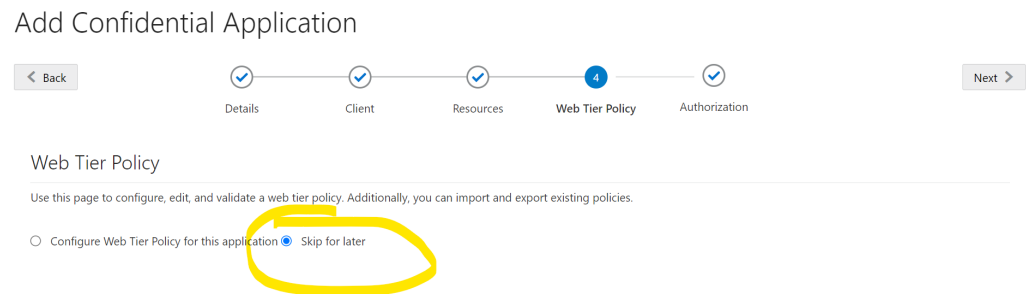 Add Confidential Application
Back
4
Next
Details
Client
Resources
Web Tier Policy
Authorization
Web Tier Policy
Use this page to configure, edit, and validate a web tier policy. Additionally, you can import and export existing policies.
Configure Web Tier Policy for this application Skip for later